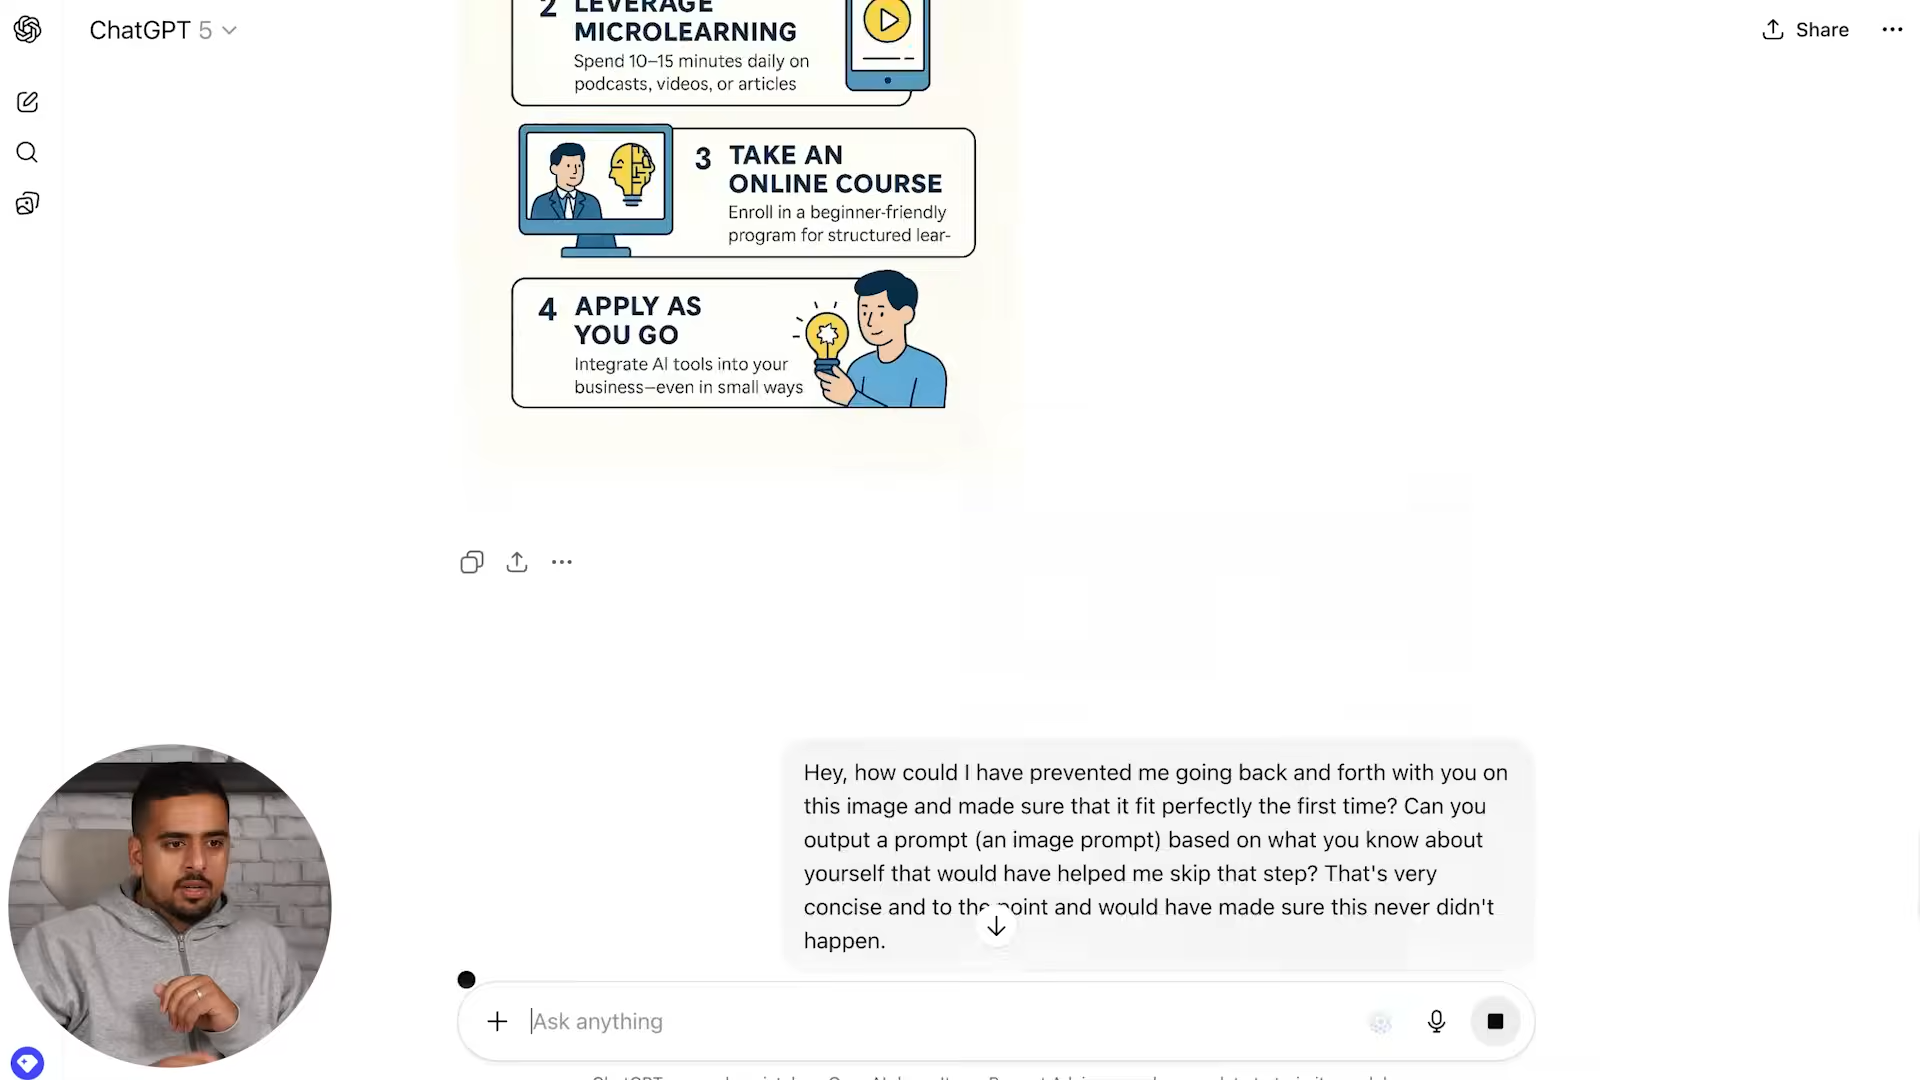 ChatGPT 5
Share
2 LEVERAGE
MICROLEARNING
Spend 10–15 minutes daily on
podcasts, videos, or articles
3 TAKE AN
ONLINE COURSE
Enroll in a beginner-friendly
program for structured lear-
4 APPLY AS
YOU GO
Integrate AI tools into your
business—even in small ways
Hey, how could I have prevented me going back and forth with you on
this image and made sure that it fit perfectly the first time? Can you
output a prompt (an image prompt) based on what you know about
yourself that would have helped me skip that step? That's very
concise and to the point and would have made sure this never didn't
happen.
Ask anything